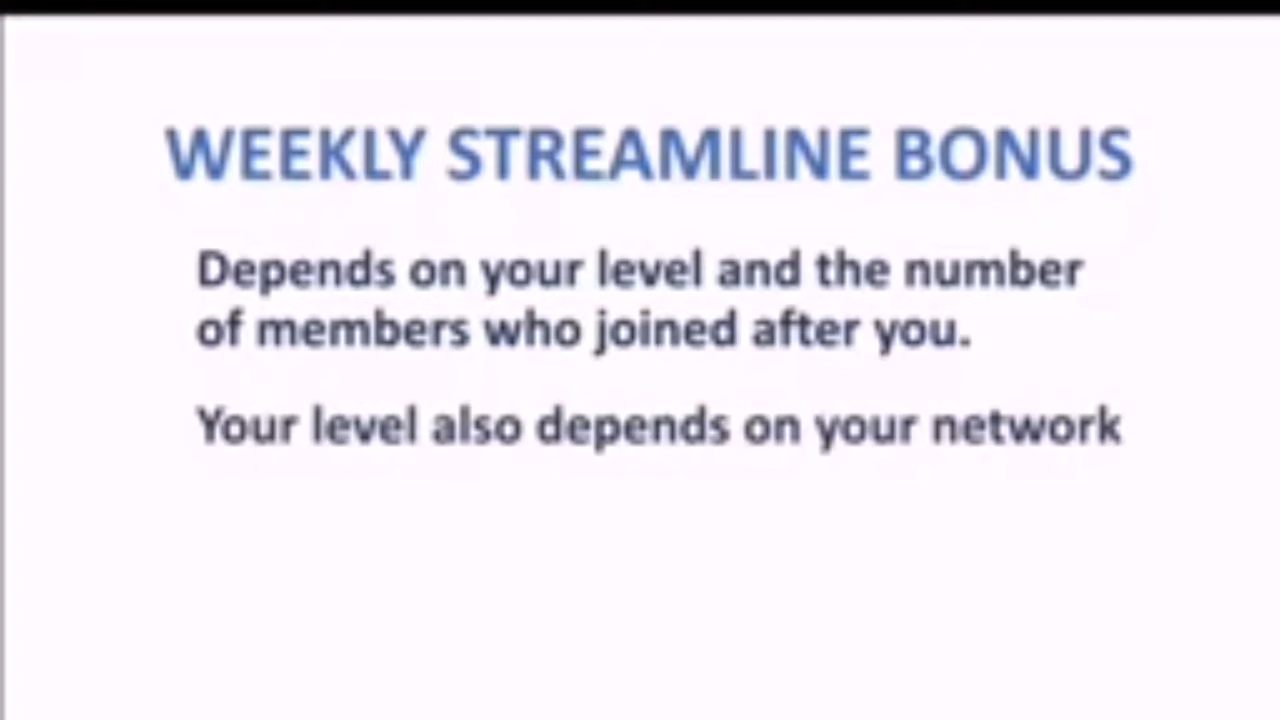 WEEKLY STREAMLINE BONUS
Depends on your level and the number
of members who joined after you.
Your level also depends on your network